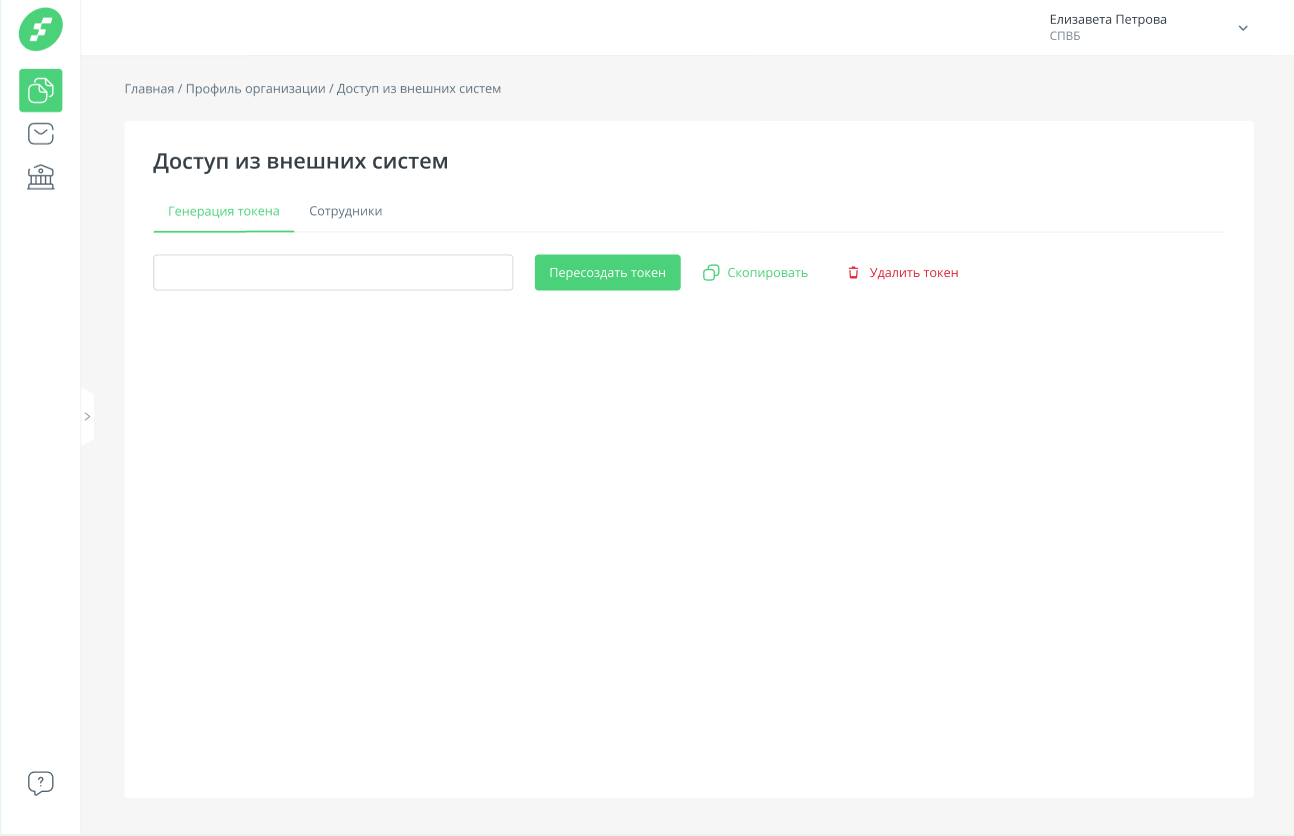 Елизавета Петрова
СПВБ
Главная / Профиль организации / Доступ из внешних систем
Доступ из внешних систем
Генерация токена Сотрудники
Пересоздать токен Скопировать Удалить токен